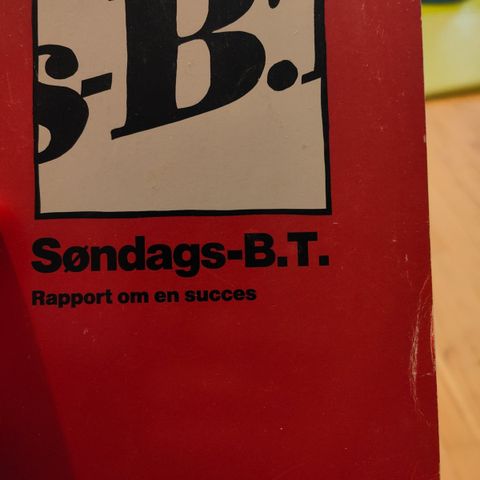 s-B.T
Søndags-B.T.
Rapport om en succes